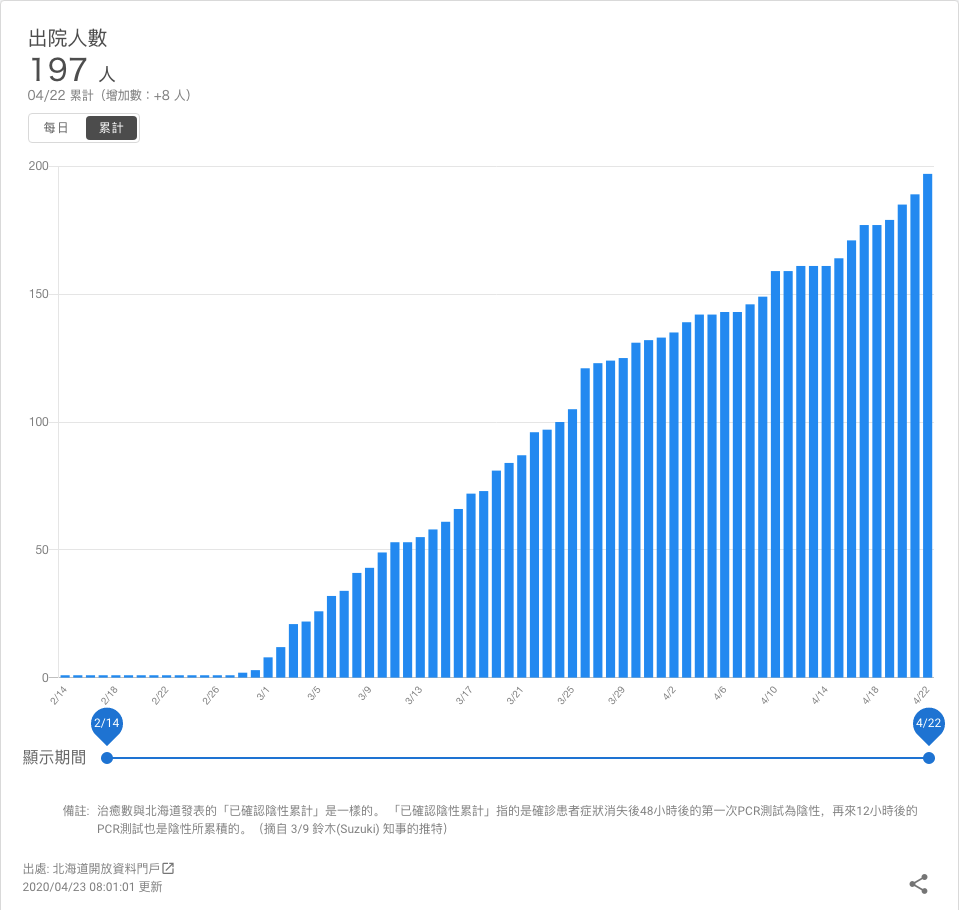 出院人數
197 人
04/22 累計（增加數：+8 人）
每日 累計
200
150
100
50
0
2/14 2/18 2/22 2/26 3/1 3/5 3/9 3/13 3/17 3/21 3/25 3/29 4/2 4/6 4/10 4/14 4/18 4/22
2/14 4/22
顯示期間
備註: 治癒數與北海道發表的「已確認陰性累計」是一樣的。「已確認陰性累計」指的是確診患者症狀消失後48小時後的第一次PCR測試為陰性，再來12小時後的
PCR測試也是陰性所累積的。（摘自 3/9 鈴木(Suzuki) 知事的推特）
出處: 北海道開放資料門戶
2020/04/23 08:01:01 更新